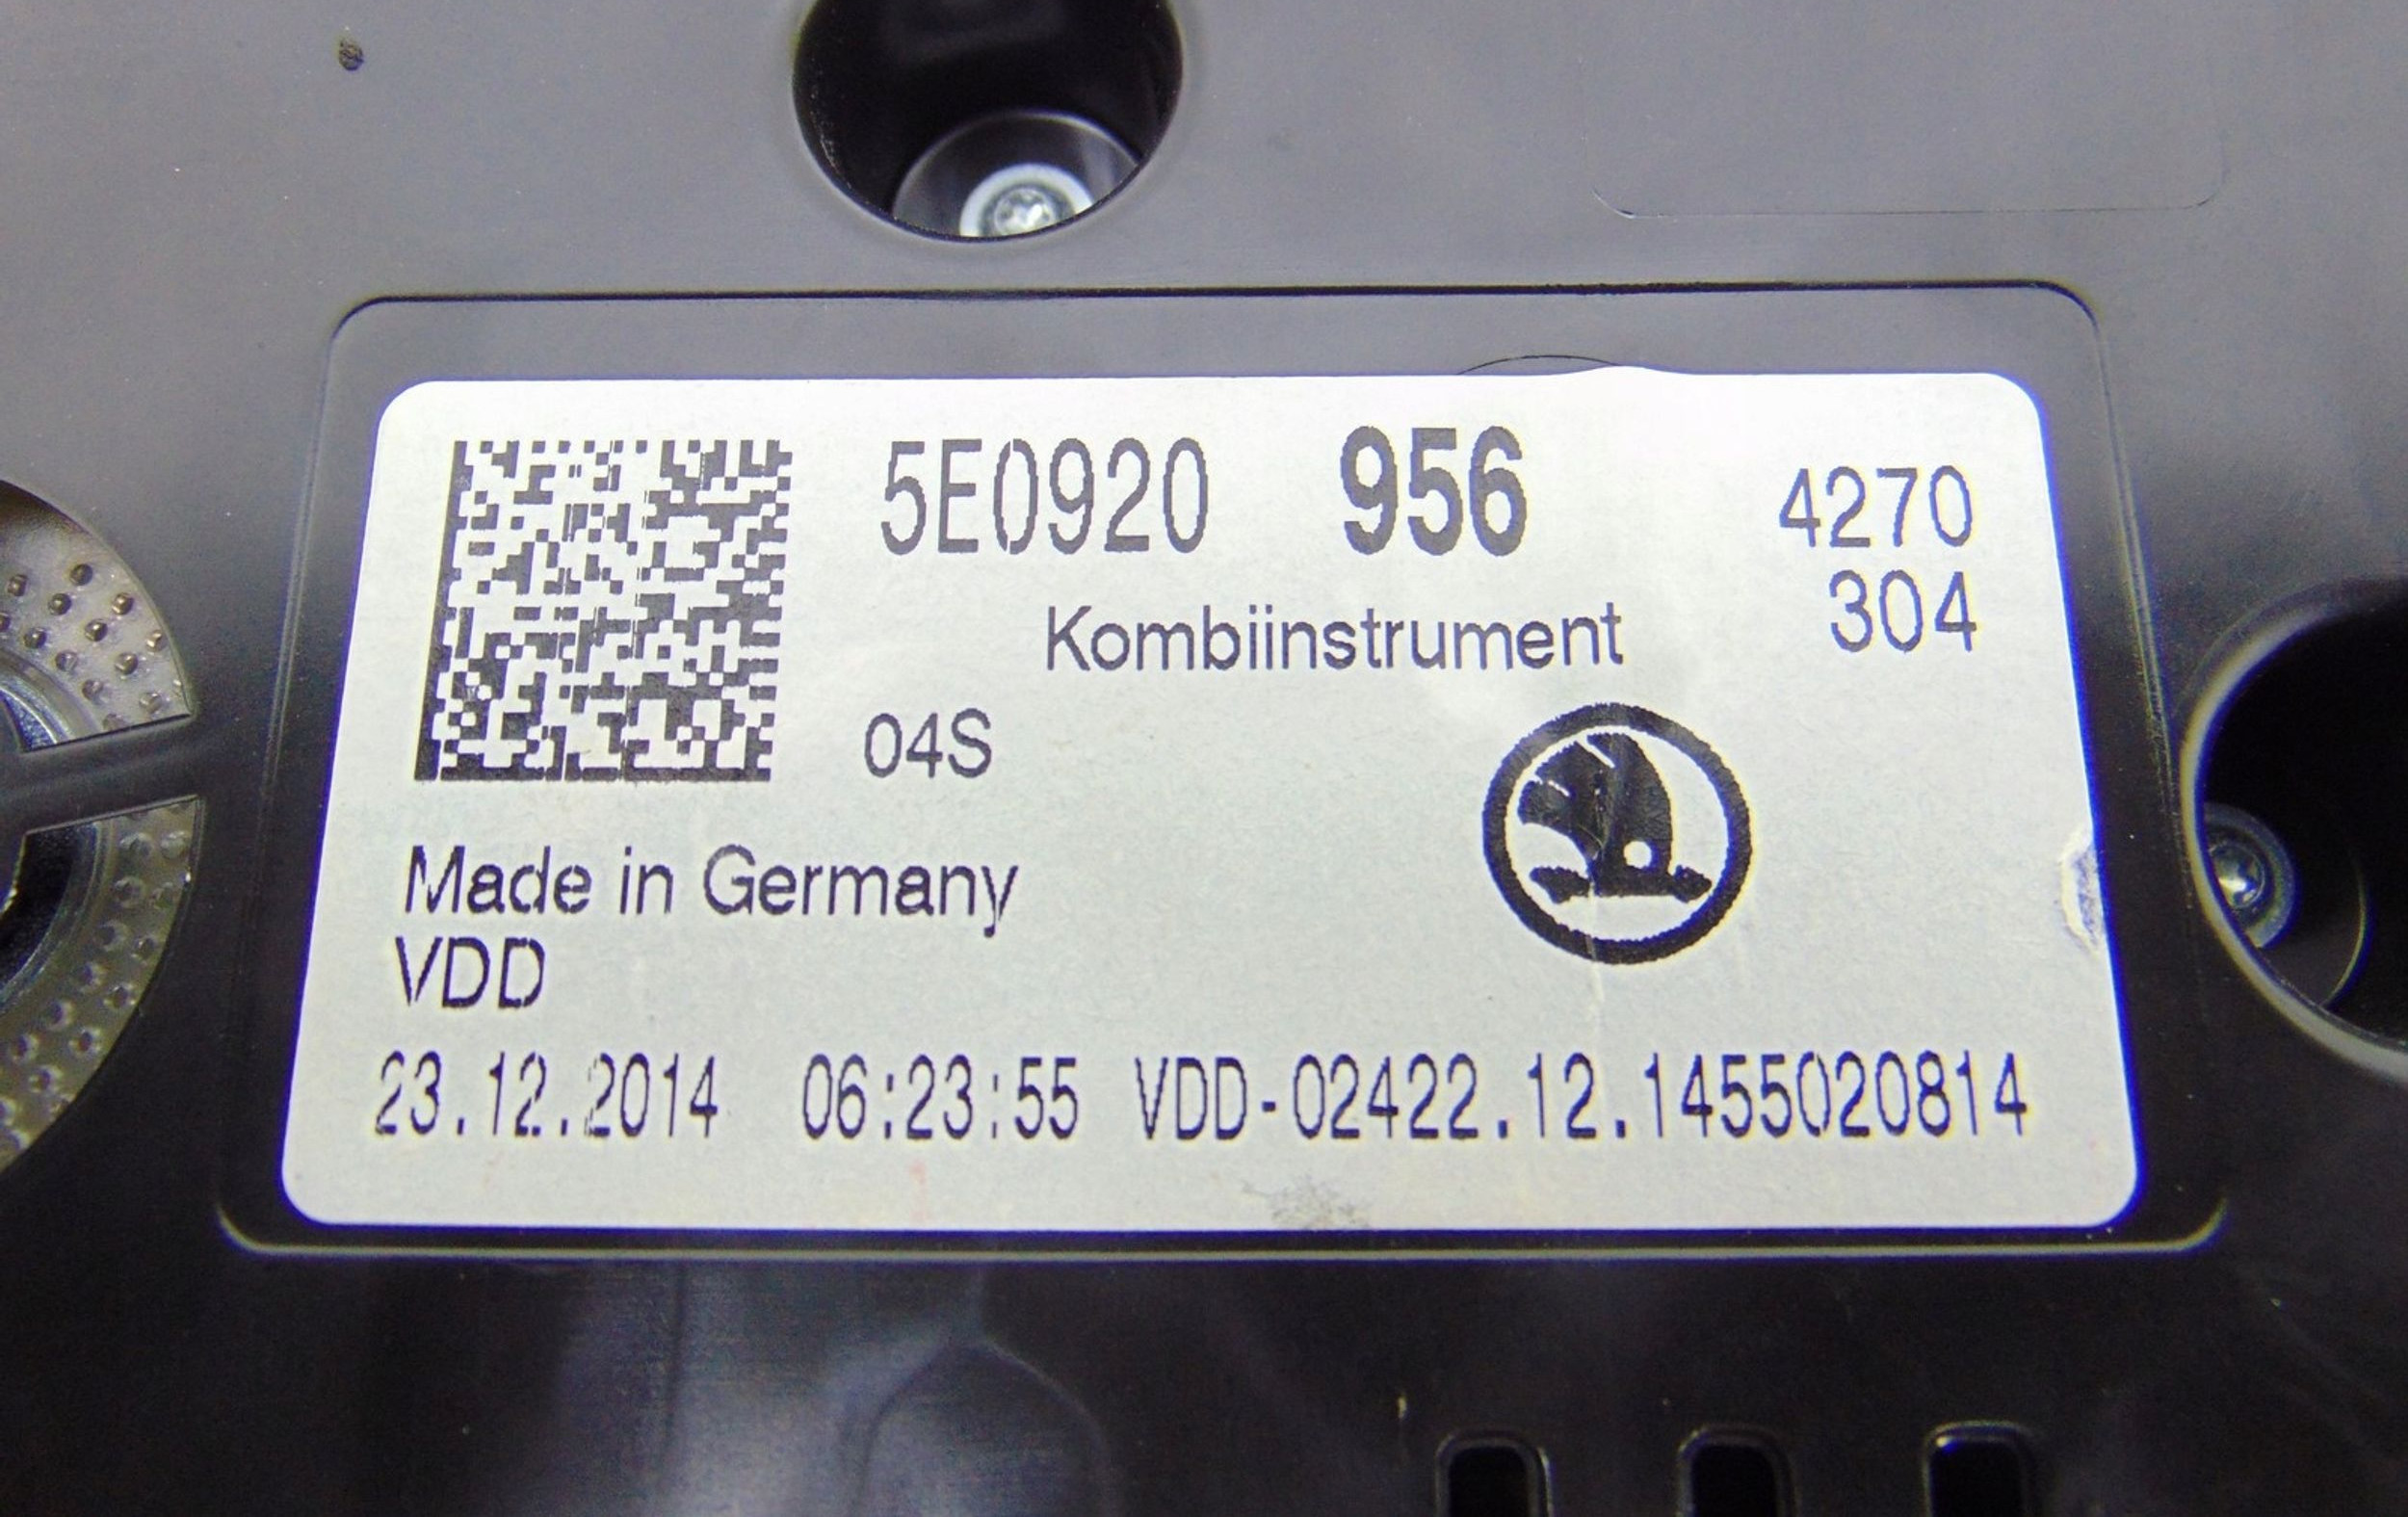 5E0920 956 4270
304
Kombiinstrument
04S
Made in Germany
VDD
23.12.2014 06:23:55 VDD-02422.12.1455020814